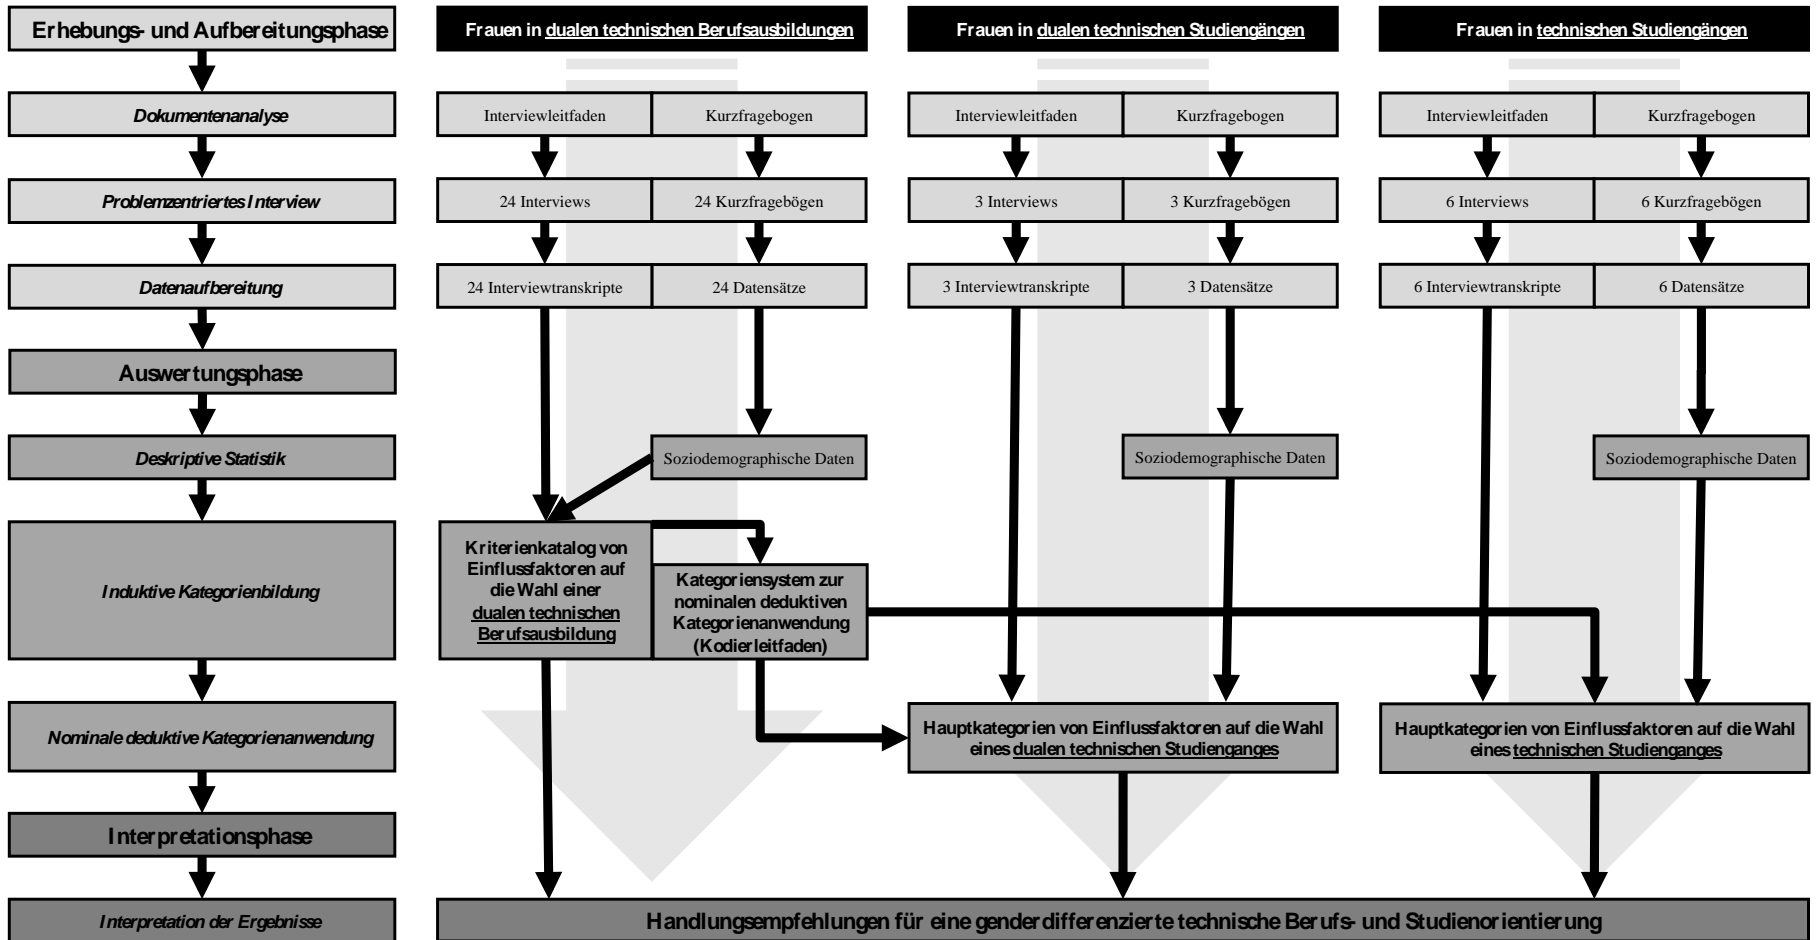 Erhebungs- und Aufbereitungsphase
Frauen in dualen technischen Berufsausbildungen
Frauen in dualen technischen Studiengängen
Frauen in technischen Studiengängen
Dokumentenanalyse
Interviewleitfaden
Kurzfragebogen
Interviewleitfaden
Kurzfragebogen
Interviewleitfaden
Kurzfragebogen
Problemzentriertes Interview
24 Interviews
24 Kurzfragebögen
3 Interviews
3 Kurzfragebögen
6 Interviews
6 Kurzfragebögen
Datenaufbereitung
24 Interviewtranskripte
24 Datensätze
3 Interviewtranskripte
3 Datensätze
6 Interviewtranskripte
6 Datensätze
Auswertungsphase
Deskriptive Statistik
Soziodemographische Daten
Soziodemographische Daten
Soziodemographische Daten
Induktive Kategorienbildung
Kriterienkatalog von
Einflussfaktoren auf
die Wahl einer
dualen technischen
Berufsausbildung
Kategoriensystem zur
nominalen deduktiven
Kategorienanwendung
(Kodierleitfaden)
Nominale deduktive Kategorienanwendung
Hauptkategorien von Einflussfaktoren auf die Wahl
eines dualen technischen Studienganges
Hauptkategorien von Einflussfaktoren auf die Wahl
eines technischen Studienganges
Interpretationsphase
Interpretation der Ergebnisse
Handlungsempfehlungen für eine genderdifferenzierte technische Berufs- und Studienorientierung